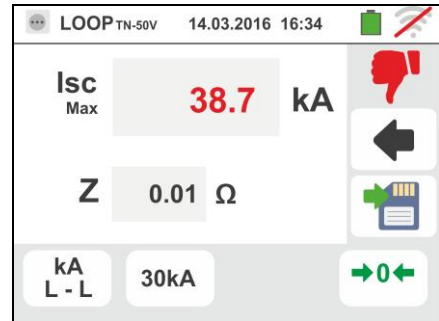 LOOP TN-50V 14.03.2016 16:34
Isc
Max
38.7 kA
Z 0.01 Ω
kA
L - L
30kA
0